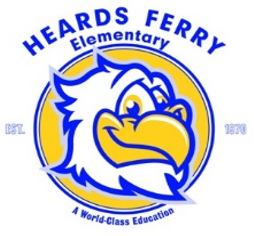 HEARDS FERRY
Elementary
EST. 1970
A World-Class Education